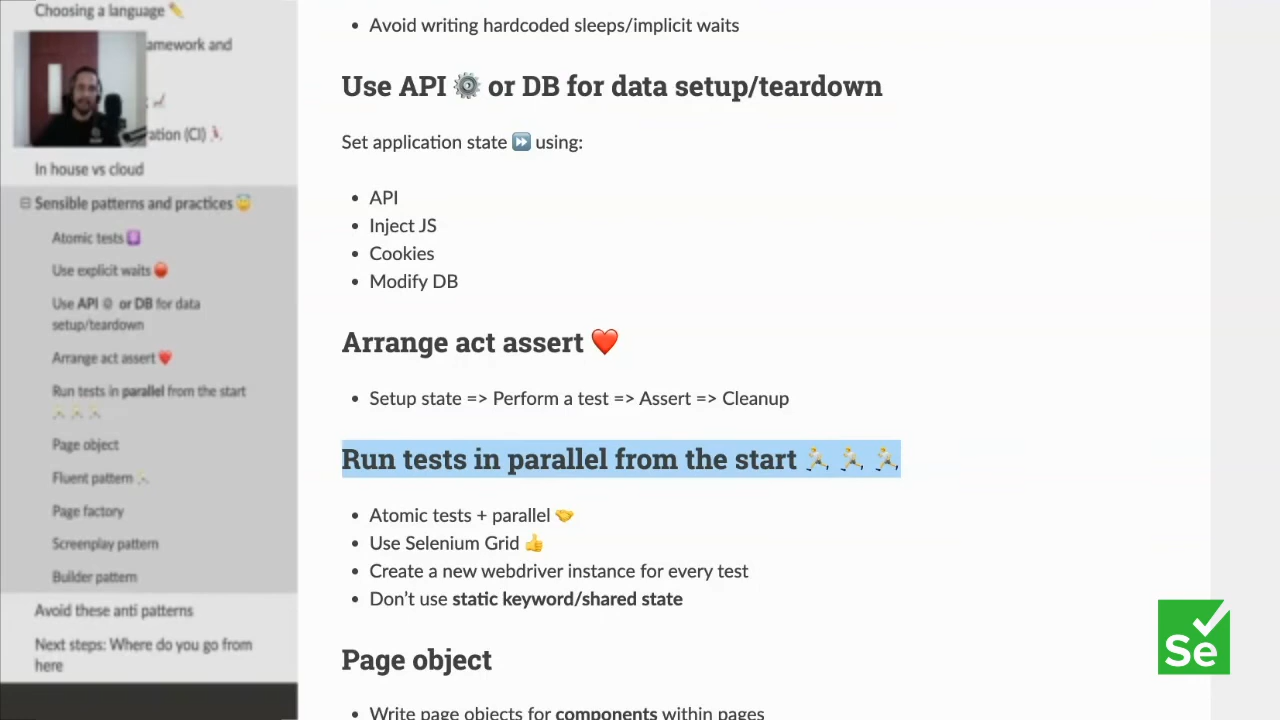 Choosing a language ✏️
amework and
ation (CI)
In house vs cloud
Sensible patterns and practices 😇
Atomic tests ⚛️
Use explicit waits 🔴
Use API ⚙️ or DB for data
setup/teardown
Arrange act assert ❤️
Run tests in parallel from the start
🏃 🏃 🏃
Page object
Fluent pattern
Page factory
Screenplay pattern
Builder pattern
Avoid these anti patterns
Next steps: Where do you go from
here
• Avoid writing hardcoded sleeps/implicit waits
Use API ⚙️ or DB for data setup/teardown
Set application state ⏩ using:
• API
• Inject JS
• Cookies
• Modify DB
Arrange act assert ❤️
• Setup state => Perform a test => Assert => Cleanup
Run tests in parallel from the start 🏃 🏃 🏃
• Atomic tests + parallel 🤝
• Use Selenium Grid 👍
• Create a new webdriver instance for every test
• Don’t use static keyword/shared state
Page object
• Write page objects for components within pages
Se